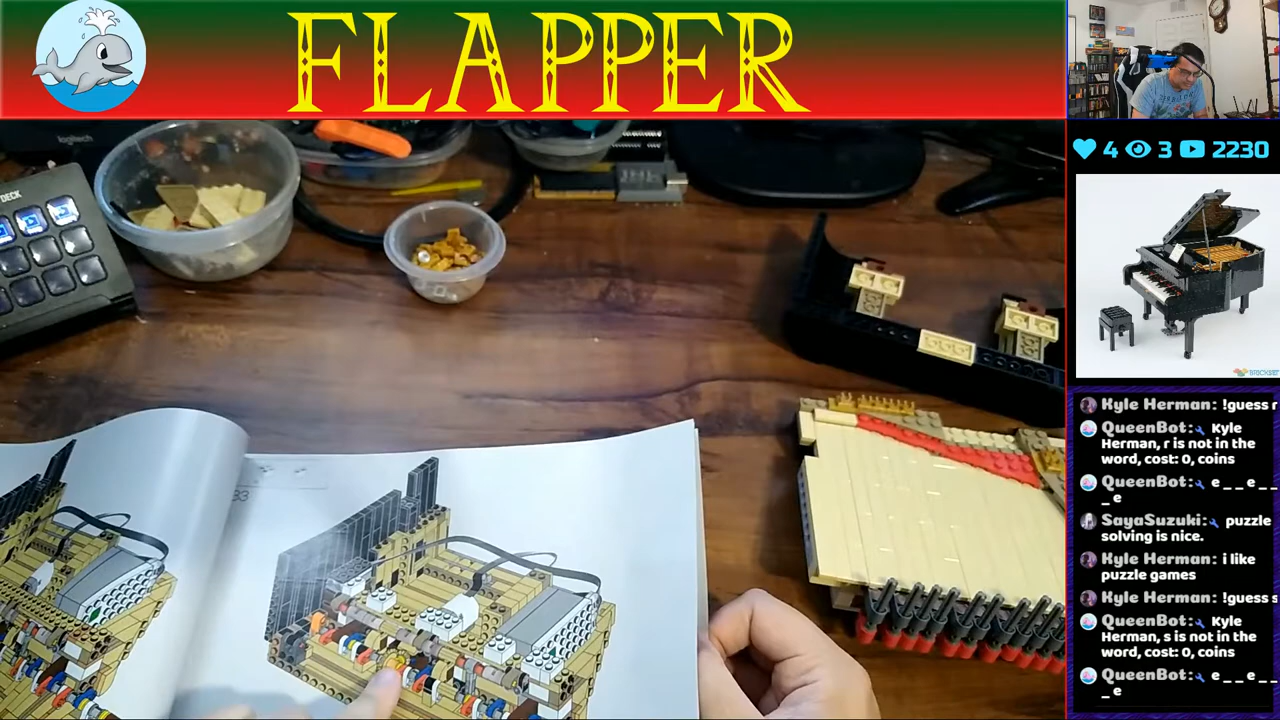 FLAPPER
logitech
DECK
4 3 2230
Kyle Herman: !guess r
QueenBot: Kyle
Herman, r is not in the
word, cost: 0, coins
QueenBot: e _ _ e _ _
_ e
SayaSuzuki: puzzle
solving is nice.
Kyle Herman: i like
puzzle games
Kyle Herman: !guess s
QueenBot: Kyle
Herman, s is not in the
word, cost: 0, coins
QueenBot: e _ _ e _ _
_ e